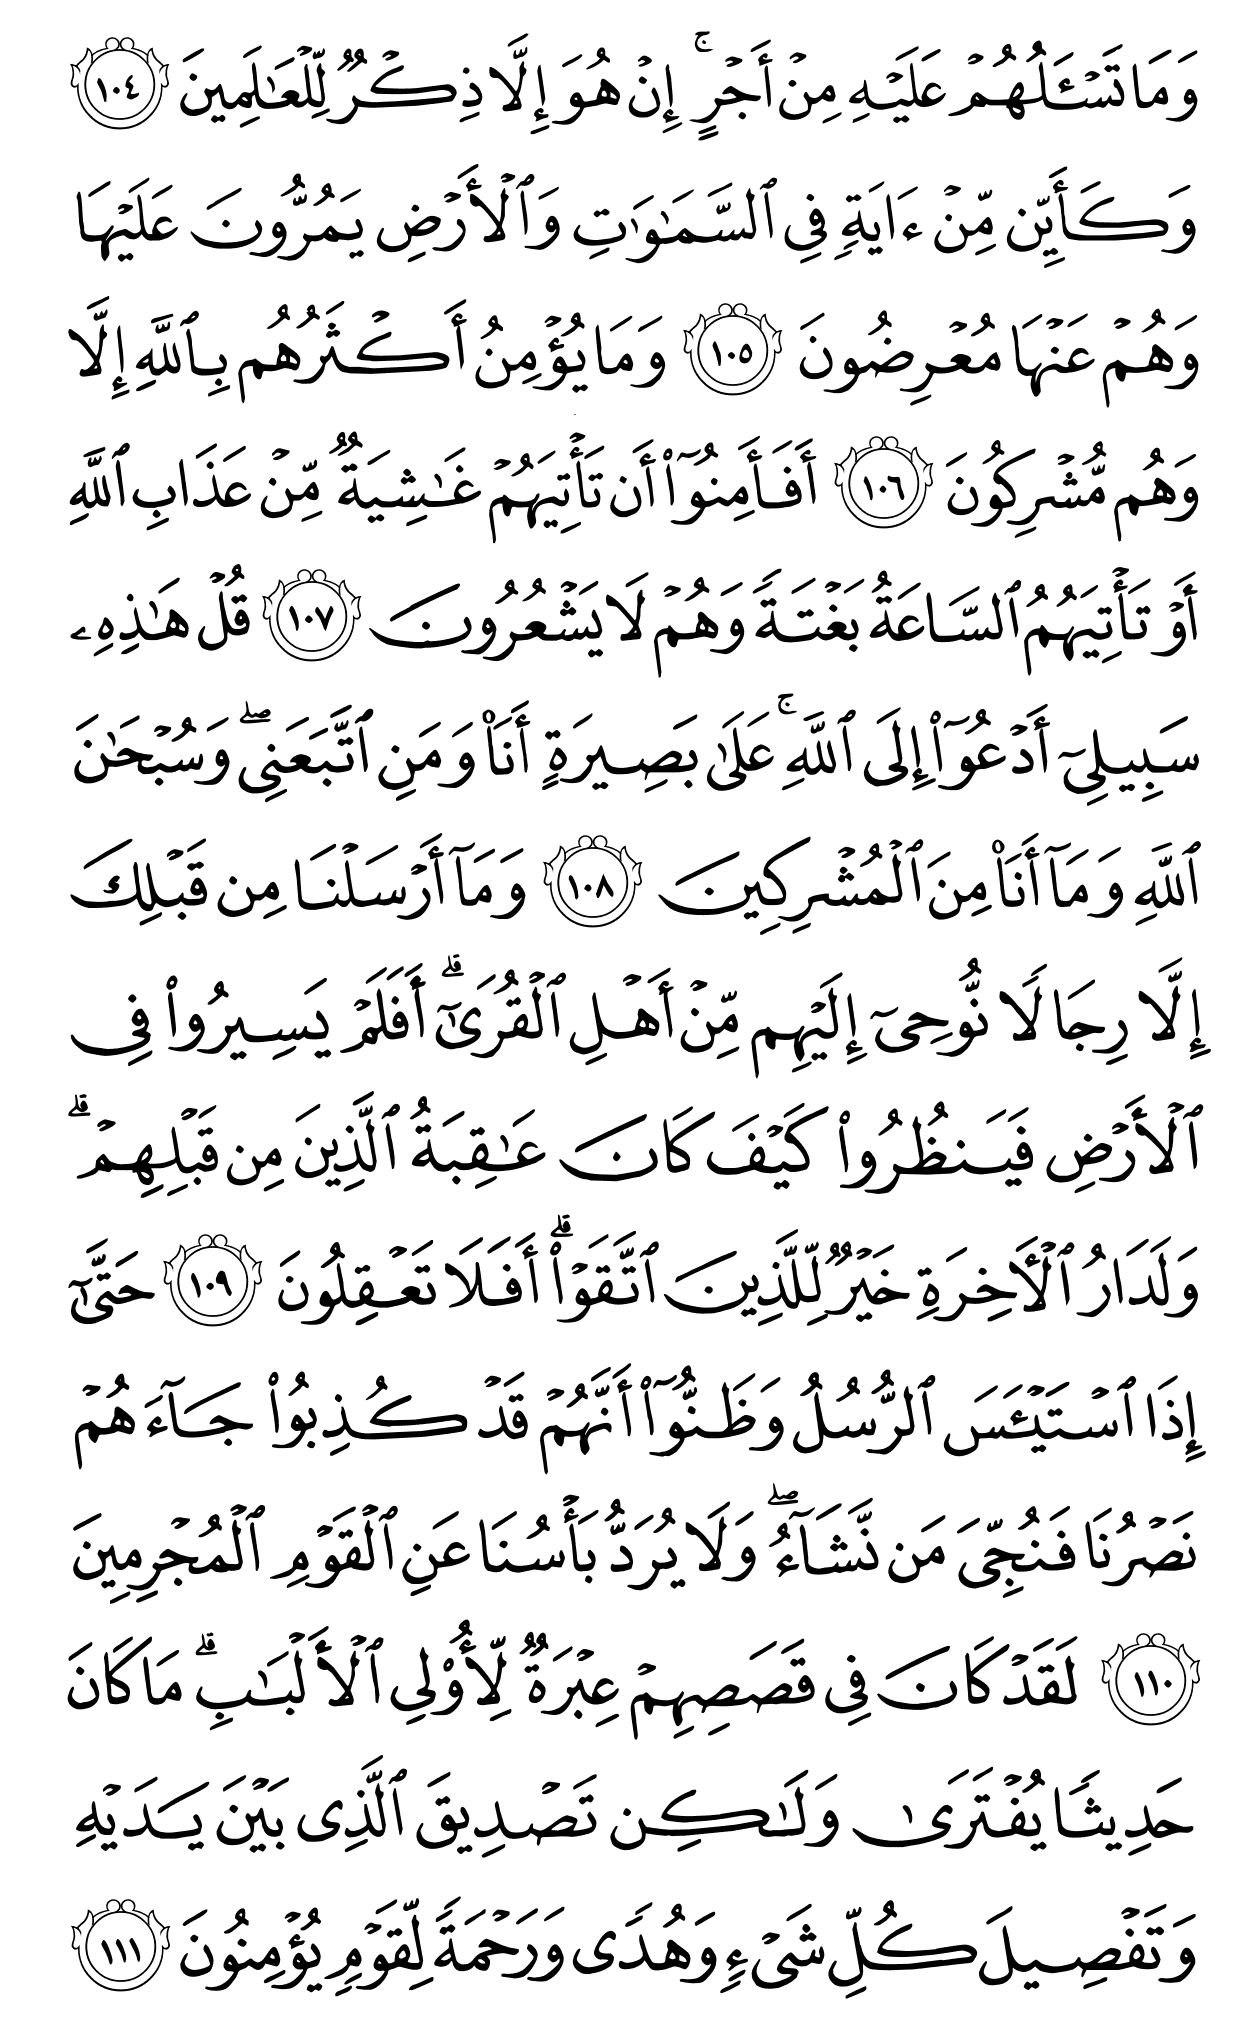 وَمَا تَسْـَٔلُهُمْ عَلَيْهِ مِنْ أَجْرٍ ۚ إِنْ هُوَ إِلَّا ذِكْرٌ لِّلْعَـٰلَمِينَ ١٠٤
وَكَأَيِّن مِّنْ ءَايَةٍ فِى ٱلسَّمَـٰوَٰتِ وَٱلْأَرْضِ يَمُرُّونَ عَلَيْهَا
وَهُمْ عَنْهَا مُعْرِضُونَ ١٠٥ وَمَا يُؤْمِنُ أَكْثَرُهُم بِٱللَّهِ إِلَّا
وَهُم مُّشْرِكُونَ ١٠٦ أَفَأَمِنُوٓا۟ أَن تَأْتِيَهُمْ غَـٰشِيَةٌ مِّنْ عَذَابِ ٱللَّهِ
أَوْ تَأْتِيَهُمُ ٱلسَّاعَةُ بَغْتَةً وَهُمْ لَا يَشْعُرُونَ ١٠٧ قُلْ هَـٰذِهِۦ
سَبِيلِىٓ أَدْعُوٓا۟ إِلَى ٱللَّهِ ۚ عَلَىٰ بَصِيرَةٍ أَنَا۠ وَمَنِ ٱتَّبَعَنِى ۖ وَسُبْحَـٰنَ
ٱللَّهِ وَمَآ أَنَا۠ مِنَ ٱلْمُشْرِكِينَ ١٠٨ وَمَآ أَرْسَلْنَا مِن قَبْلِكَ
إِلَّا رِجَالًا نُّوحِىٓ إِلَيْهِم مِّنْ أَهْلِ ٱلْقُرَىٰٓ ۗ أَفَلَمْ يَسِيرُوا۟ فِى
ٱلْأَرْضِ فَيَنظُرُوا۟ كَيْفَ كَانَ عَـٰقِبَةُ ٱلَّذِينَ مِن قَبْلِهِمْ ۗ
وَلَدَارُ ٱلْـَٔاخِرَةِ خَيْرٌ لِّلَّذِينَ ٱتَّقَوْا۟ ۗ أَفَلَا تَعْقِلُونَ ١٠٩ حَتَّىٰٓ
إِذَا ٱسْتَيْـَٔسَ ٱلرُّسُلُ وَظَنُّوٓا۟ أَنَّهُمْ قَدْ كُذِبُوا۟ جَآءَهُمْ
نَصْرُنَا فَنُجِّىَ مَن نَّشَآءُ ۖ وَلَا يُرَدُّ بَأْسُنَا عَنِ ٱلْقَوْمِ ٱلْمُجْرِمِينَ
١١٠ لَقَدْ كَانَ فِى قَصَصِهِمْ عِبْرَةٌ لِّأُو۟لِى ٱلْأَلْبَـٰبِ ۗ مَا كَانَ
حَدِيثًا يُفْتَرَىٰ وَلَـٰكِن تَصْدِيقَ ٱلَّذِى بَيْنَ يَدَيْهِ
وَتَفْصِيلَ كُلِّ شَىْءٍ وَهُدًى وَرَحْمَةً لِّقَوْمٍ يُؤْمِنُونَ ١١١